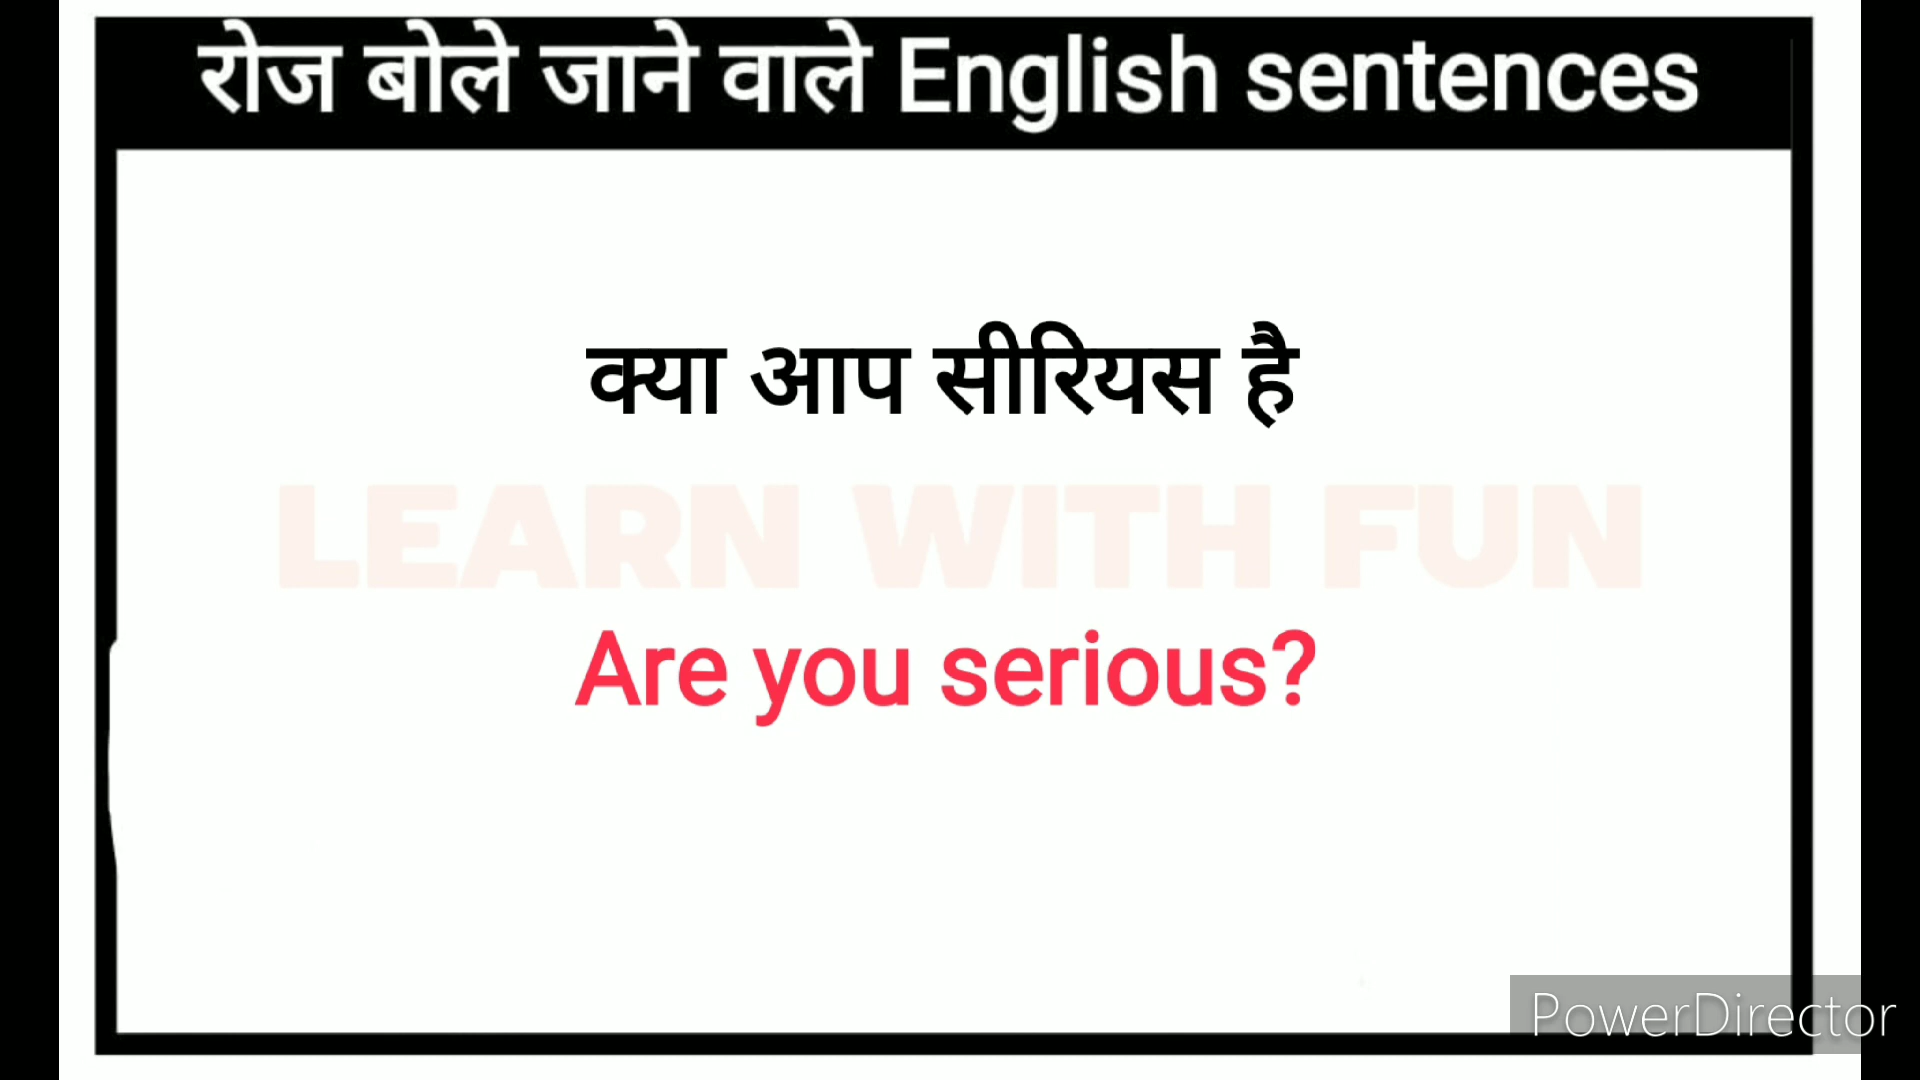 रोज बोले जाने वाले English sentences
क्या आप सीरियस है
LEARN WITH FUN
Are you serious?
PowerDirector